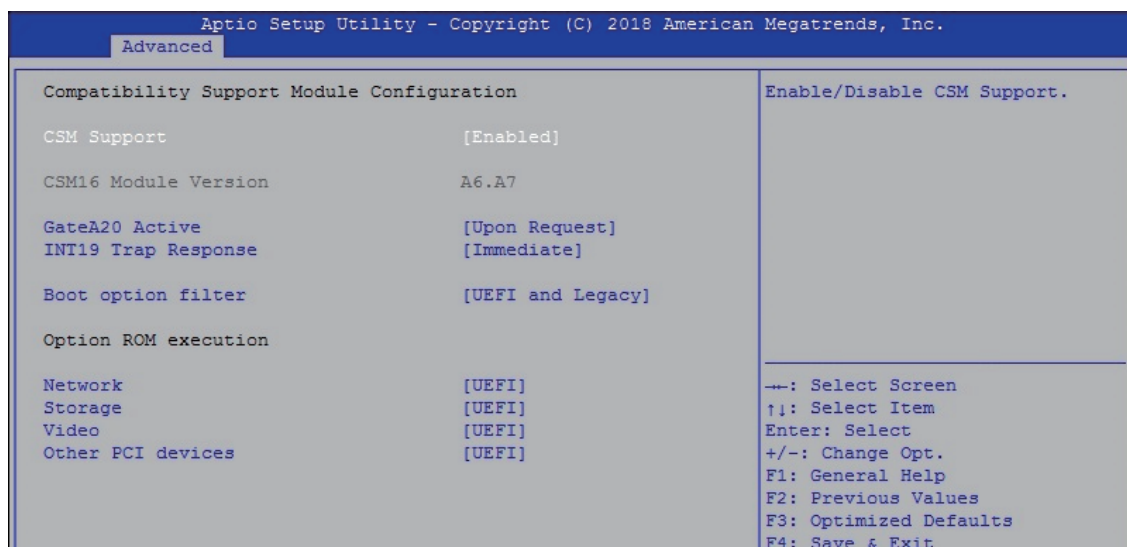 Aptio Setup Utility - Copyright (C) 2018 American Megatrends, Inc.
Advanced
Compatibility Support Module Configuration
CSM Support [Enabled]
CSM16 Module Version A6.A7
GateA20 Active [Upon Request]
INT19 Trap Response [Immediate]
Boot option filter [UEFI and Legacy]
Option ROM execution
Network [UEFI]
Storage [UEFI]
Video [UEFI]
Other PCI devices [UEFI]
Enable/Disable CSM Support.
→←: Select Screen
↑↓: Select Item
Enter: Select
+/-: Change Opt.
F1: General Help
F2: Previous Values
F3: Optimized Defaults
F4: Save & Exit